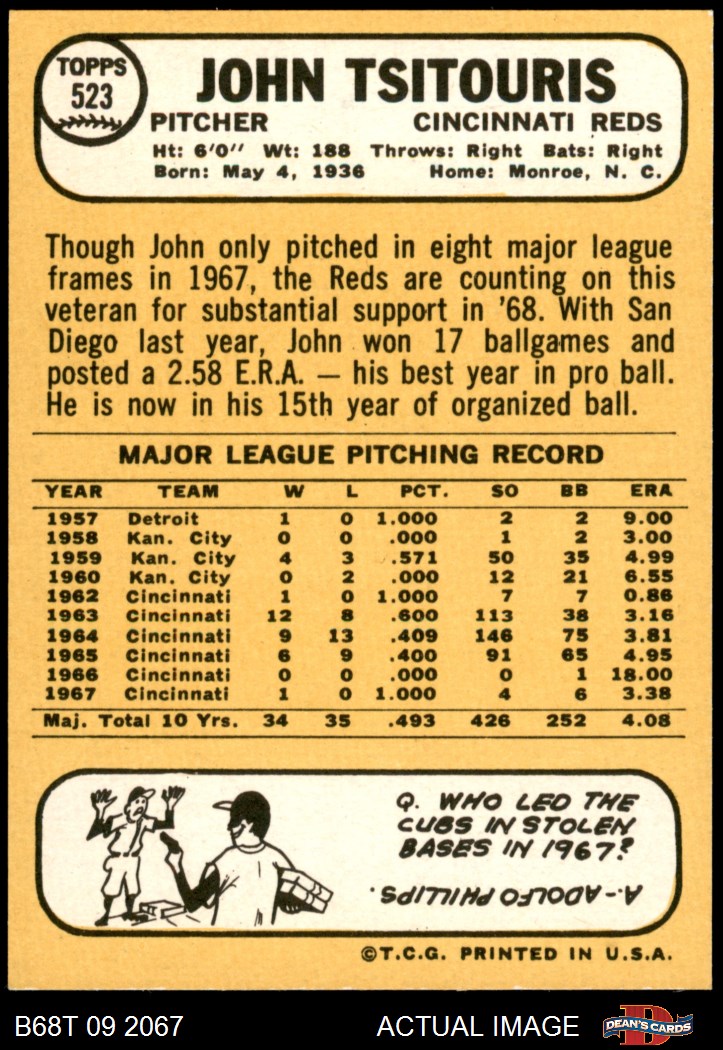 TOPPS
523
JOHN TSITOURIS
PITCHER CINCINNATI REDS
Ht: 6'0" Wt: 188 Throws: Right Bats: Right
Born: May 4, 1936 Home: Monroe, N. C.
Though John only pitched in eight major league
frames in 1967, the Reds are counting on this
veteran for substantial support in '68. With San
Diego last year, John won 17 ballgames and
posted a 2.58 E.R.A. — his best year in pro ball.
He is now in his 15th year of organized ball.
MAJOR LEAGUE PITCHING RECORD
YEAR TEAM W L PCT. SO BB ERA
1957 Detroit 1 0 1.000 2 2 9.00
1958 Kan. City 0 0 .000 1 2 3.00
1959 Kan. City 4 3 .571 50 35 4.99
1960 Kan. City 0 2 .000 12 21 6.55
1962 Cincinnati 1 0 1.000 7 7 0.86
1963 Cincinnati 12 8 .600 113 38 3.16
1964 Cincinnati 9 13 .409 146 75 3.81
1965 Cincinnati 6 9 .400 91 65 4.95
1966 Cincinnati 0 0 .000 0 1 18.00
1967 Cincinnati 1 0 1.000 4 6 3.38
Maj. Total 10 Yrs. 34 35 .493 426 252 4.08
Q. WHO LED THE
CUBS IN STOLEN
BASES IN 1967?
A-ADOLFO PHILLIPS.
©T.C.G. PRINTED IN U.S.A.
B68T 09 2067 ACTUAL IMAGE D DEAN'S CARDS